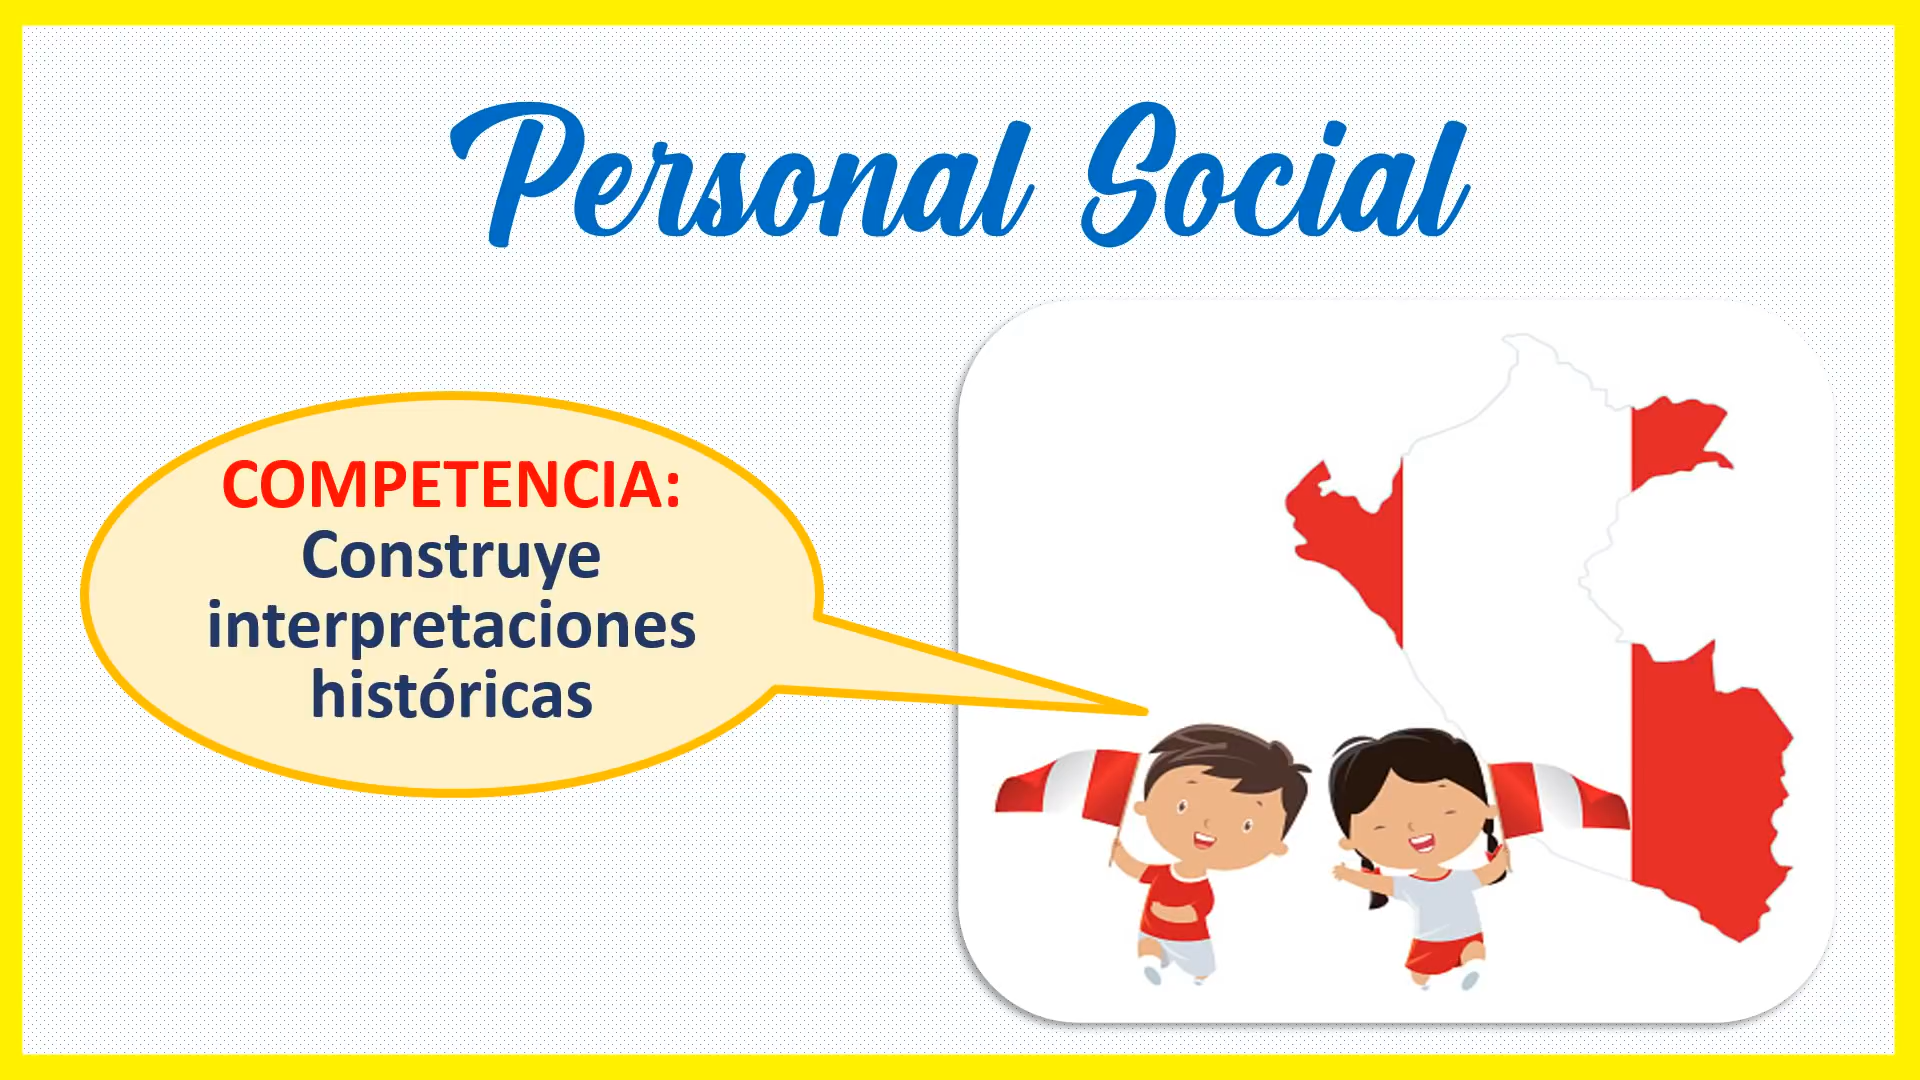 Personal Social
COMPETENCIA:
Construye
interpretaciones
históricas